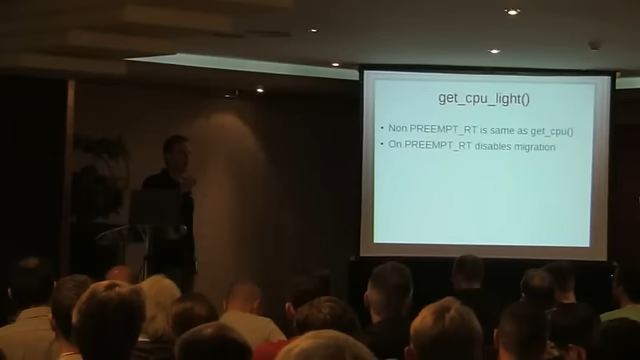 get_cpu_light()
• Non PREEMPT_RT is same as get_cpu()
• On PREEMPT_RT disables migration